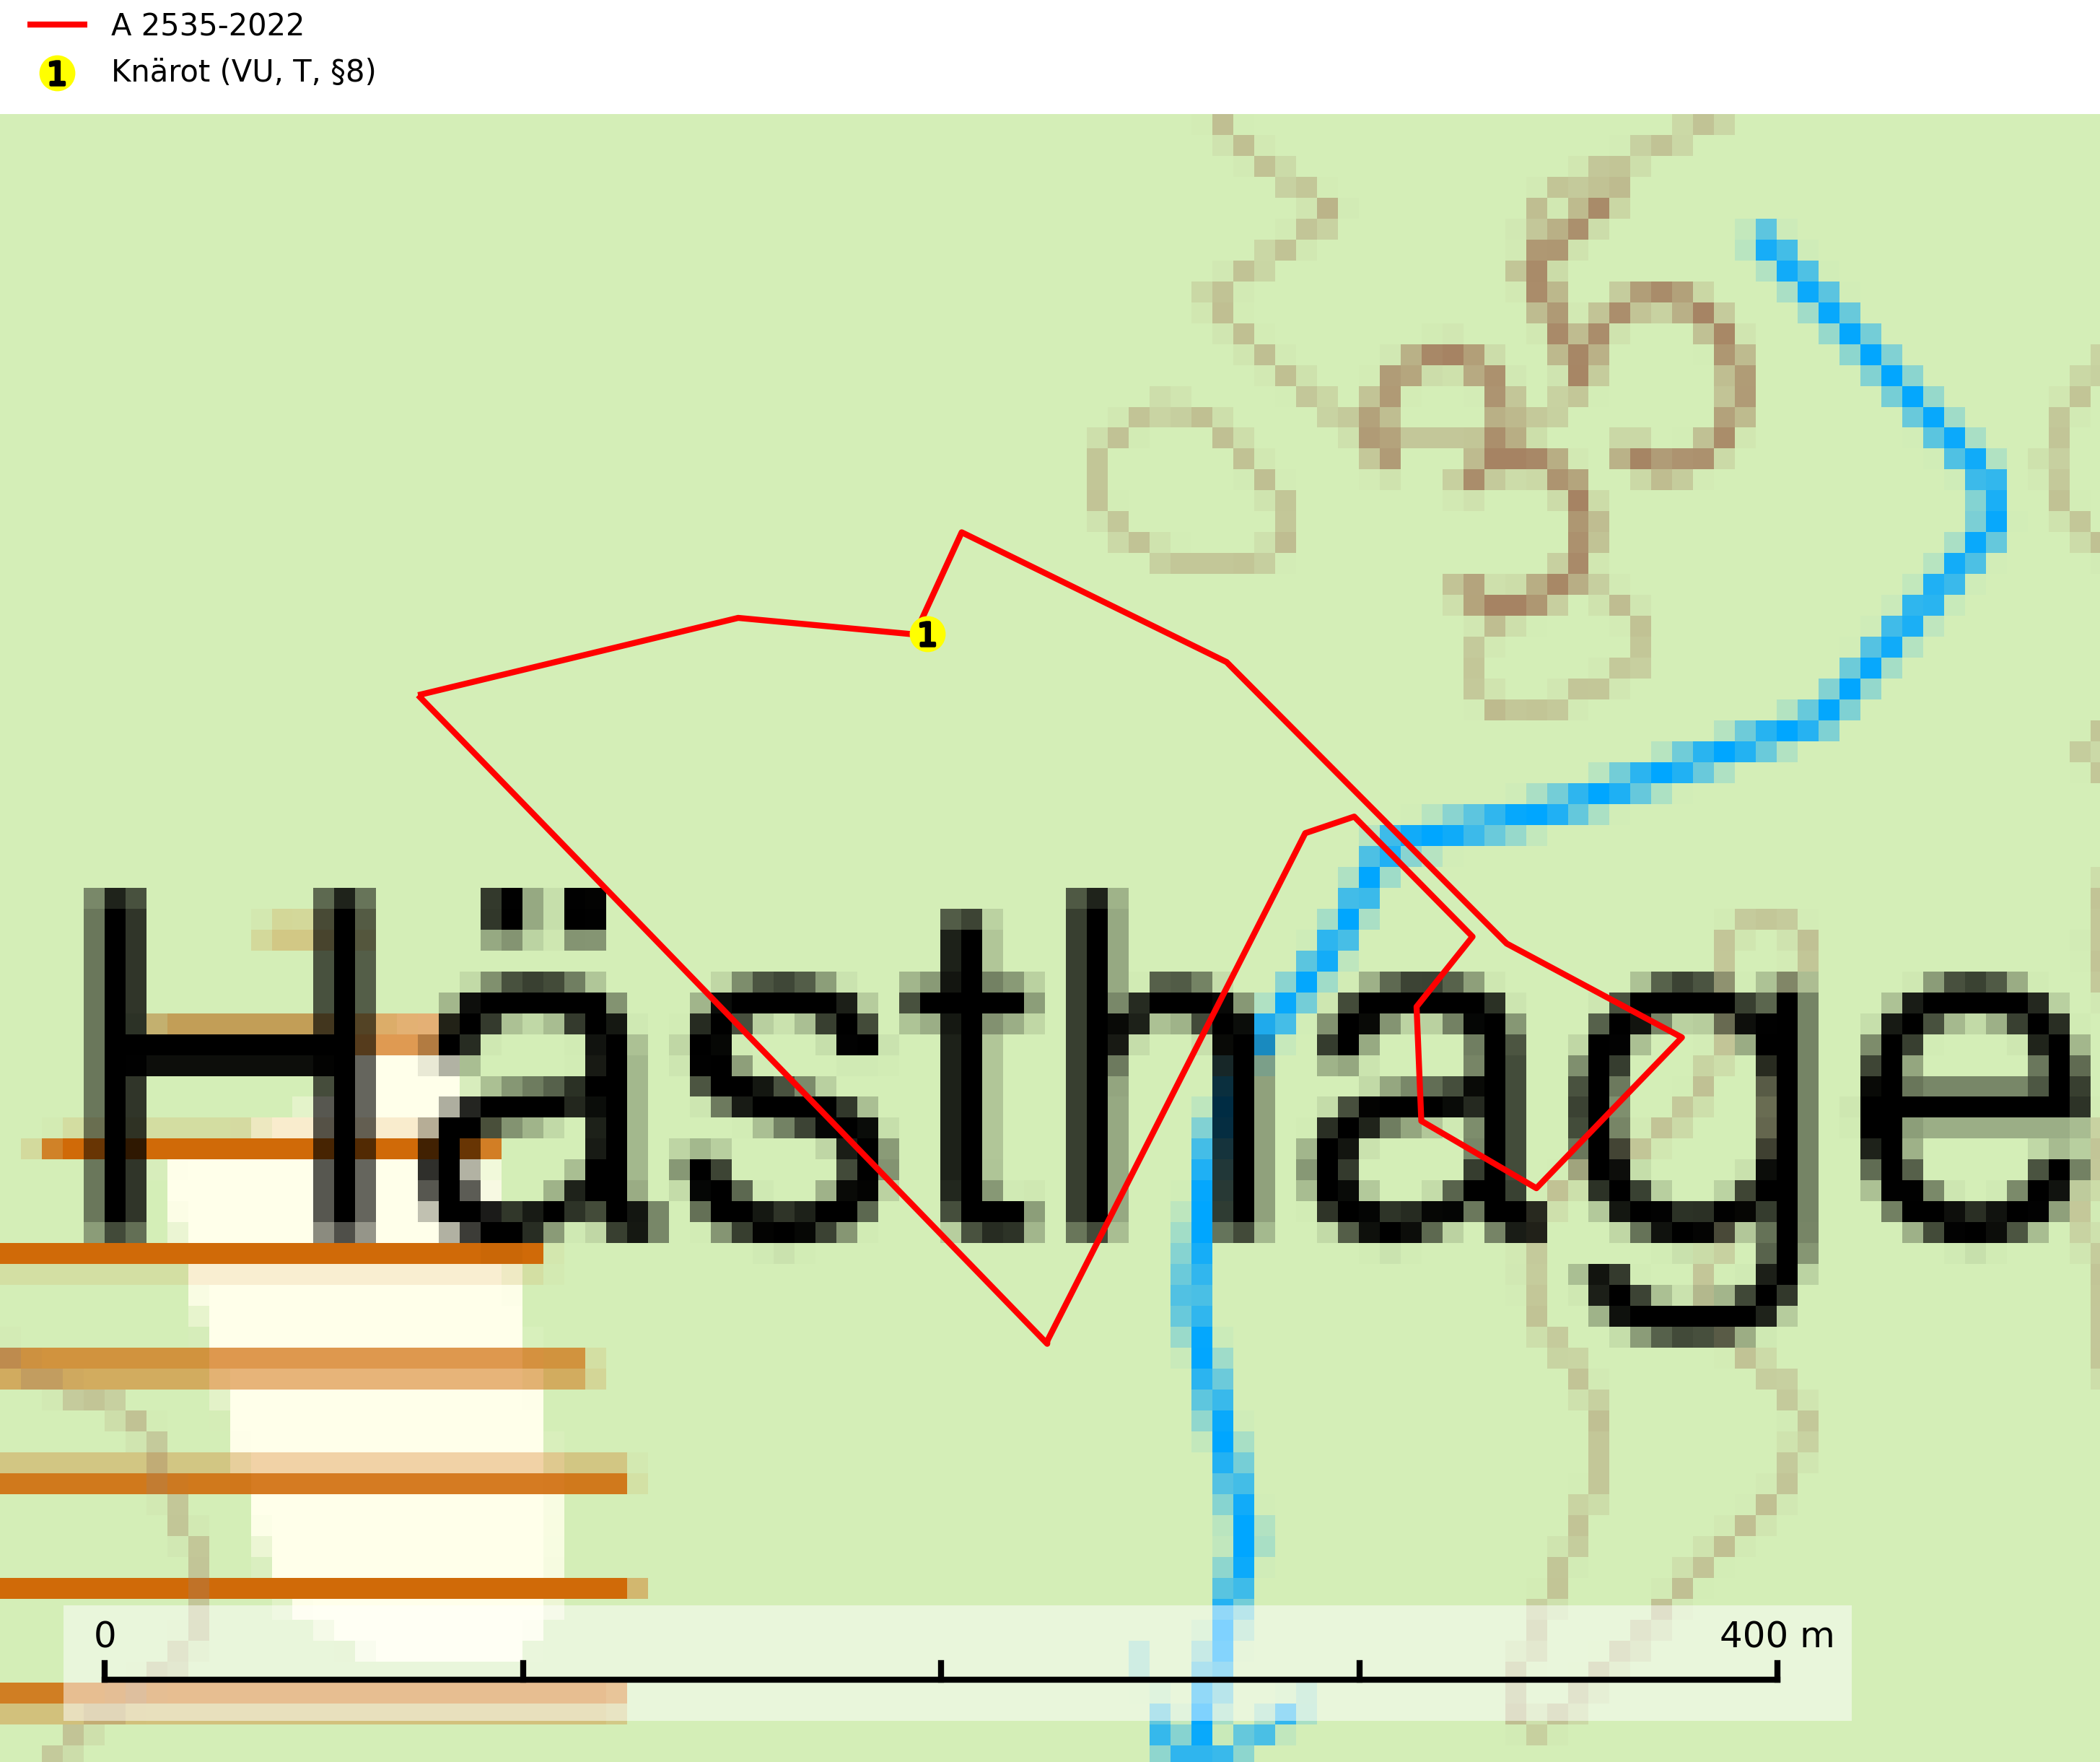 A 2535-2022
1 Knärot (VU, T, §8)
1
Hästhage
0 400 m